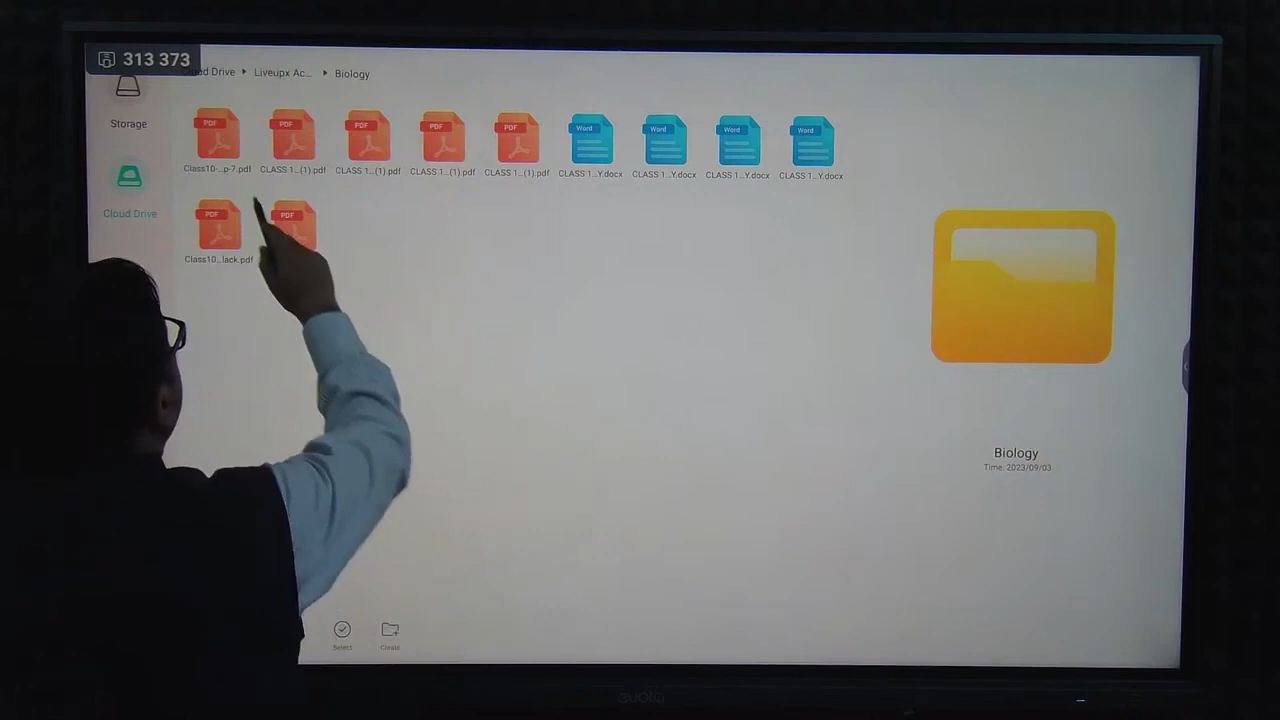 313 373
Cloud Drive Liveupx Ac... Biology
Storage
Cloud Drive
PDF PDF PDF PDF PDF Word Word Word Word
Class10-...p-7.pdf CLASS 1...(1).pdf CLASS 1...(1).pdf CLASS 1...(1).pdf CLASS 1...(1).pdf CLASS 1...Y.docx CLASS 1...Y.docx CLASS 1...Y.docx CLASS 1...Y.docx
PDF PDF
Class10...lack.pdf
Biology
Time: 2023/09/03
Select Create